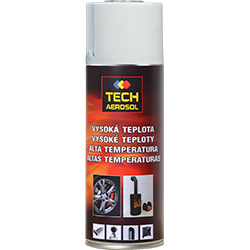 TECH
AEROSOL
VYSOKÁ TEPLOTA
VYSOKÉ TEPLOTY
ALTA TEMPERATURA
ALTAS TEMPERATURAS